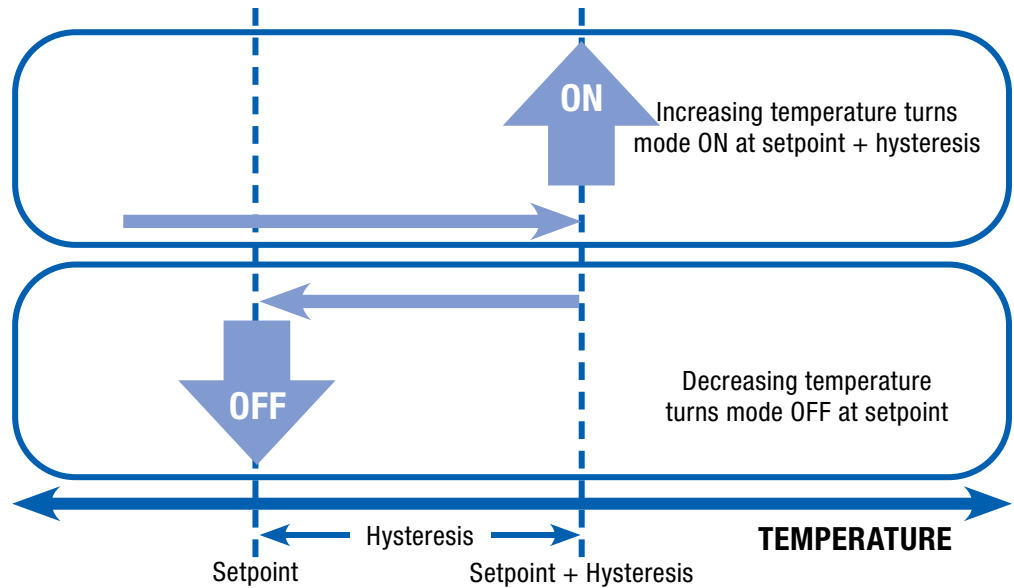 ON
Increasing temperature turns
mode ON at setpoint + hysteresis
OFF
Decreasing temperature
turns mode OFF at setpoint
Hysteresis
TEMPERATURE
Setpoint
Setpoint + Hysteresis